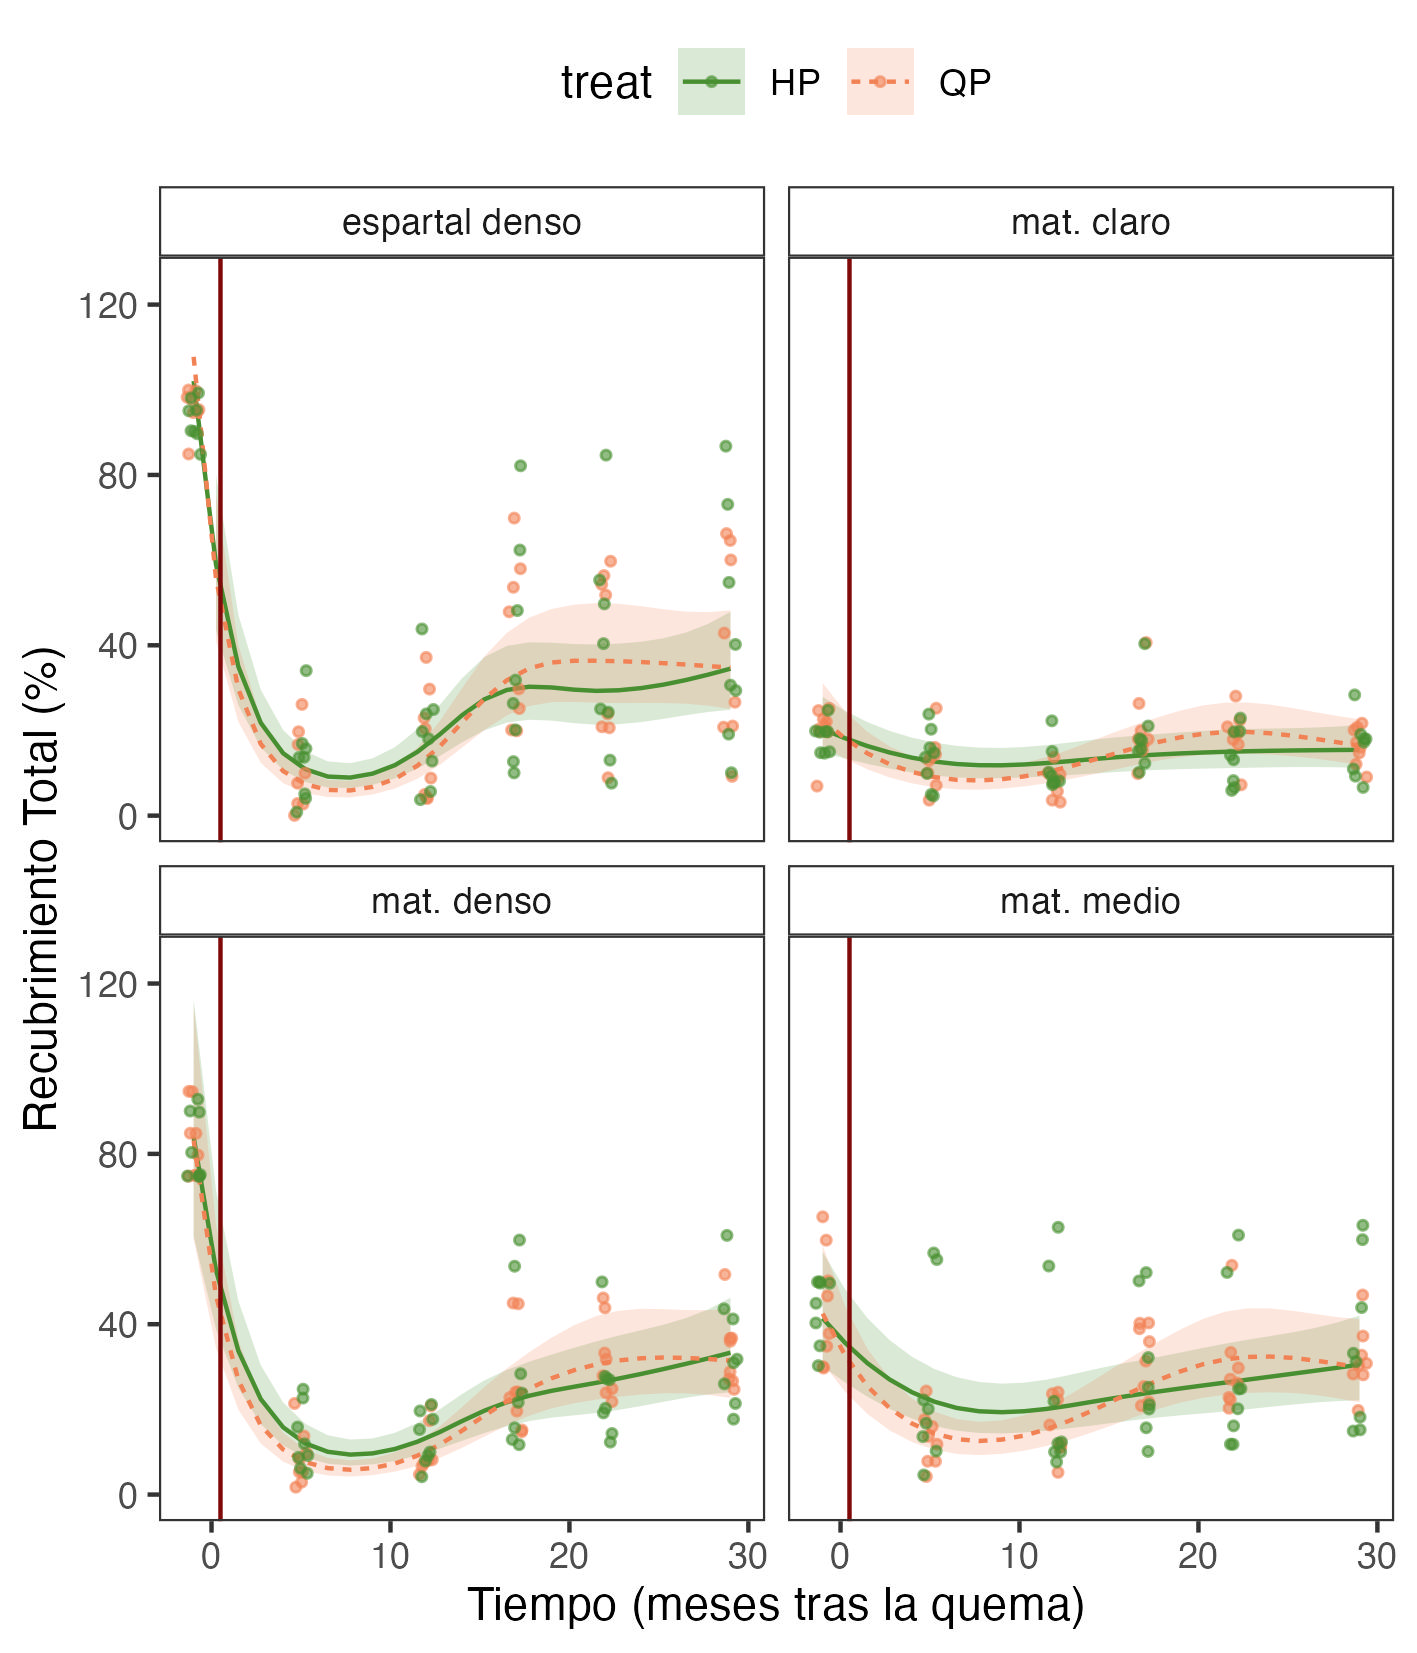 treat HP QP
espartal denso
mat. claro
120
80
40
0
mat. denso
mat. medio
120
80
40
0
0 10 20 30
0 10 20 30
Tiempo (meses tras la quema)
Recubrimiento Total (%)